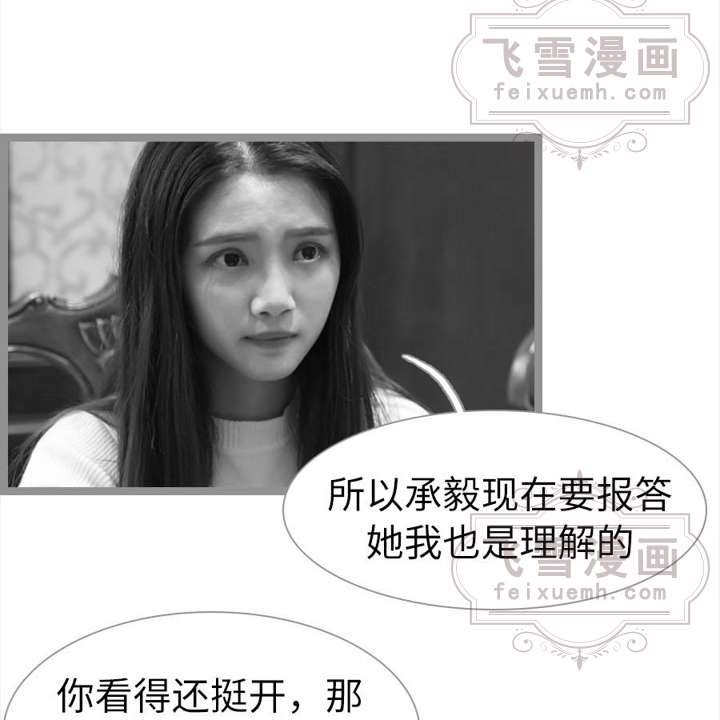 飞雪漫画
feixuemh.com
所以承毅现在要报答
她我也是理解的
飞雪漫画
feixuemh.com
你看得还挺开，那